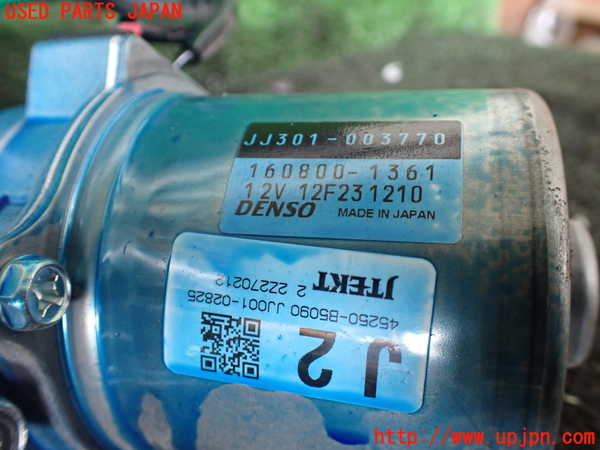 USED PARTS JAPAN
JJ301-003770
160800-1361
12V 12F231210
DENSO MADE IN JAPAN
JTEKT 2 2Z270212
45250-B5090 JJ001-02825
J2
http://www.upjpn.com/